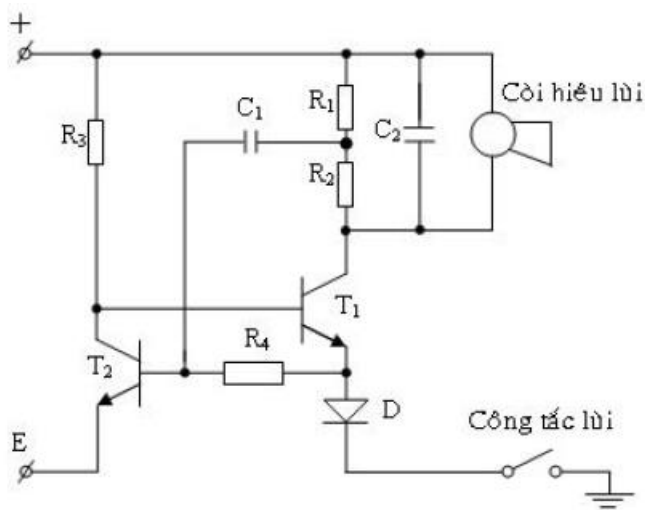 +
Còi hiệu lùi
C₁
R₁
C₂
R₃
R₂
T₁
R₄
T₂
D
Công tắc lùi
E